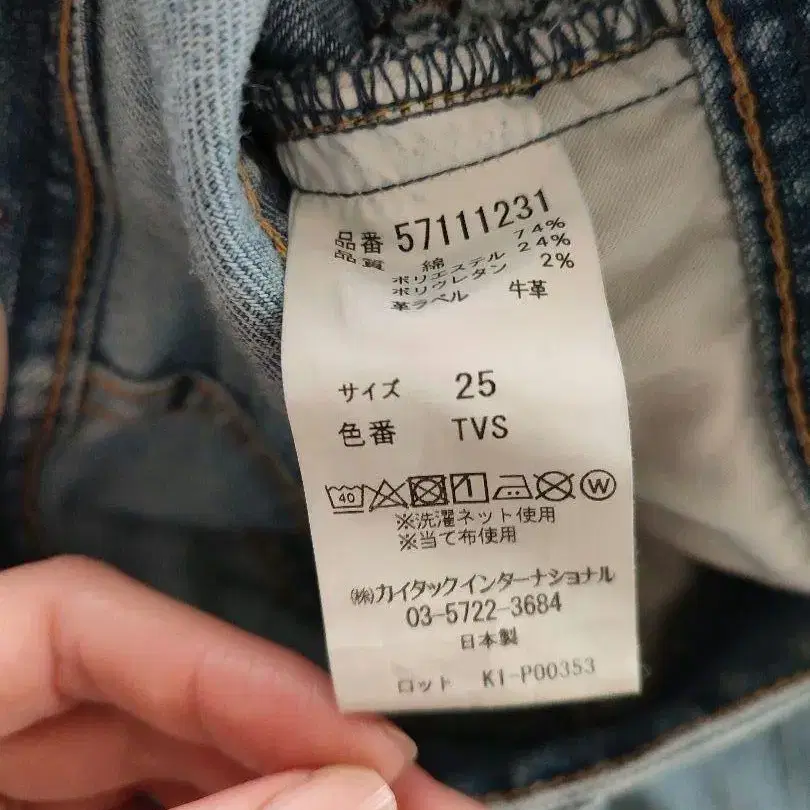 品番 57111231
品質 綿 74%
ポリエステル 24%
ポリウレタン 2%
革ラベル 牛革
サイズ 25
色番 TVS
40 W
※洗濯ネット使用
※当て布使用
㈱カイタックインターナショナル
03-5722-3684
日本製
ロット K1-P00353